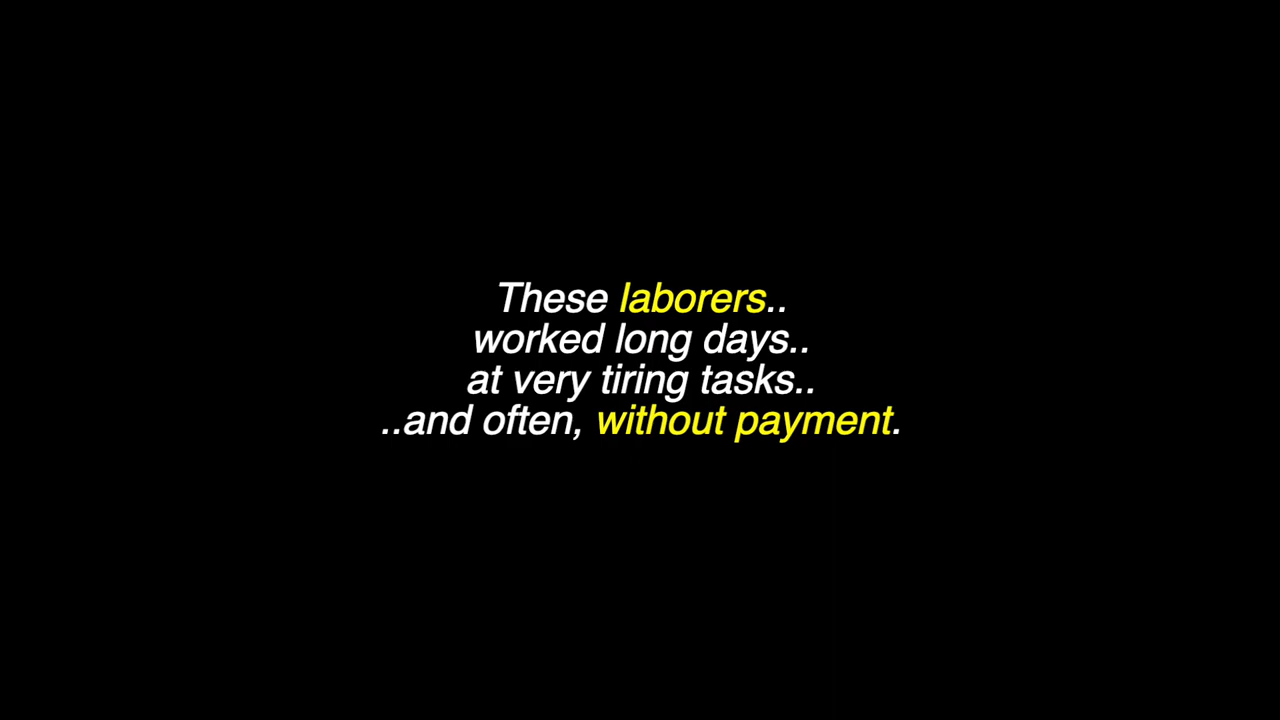 These laborers..
worked long days..
at very tiring tasks..
..and often, without payment.